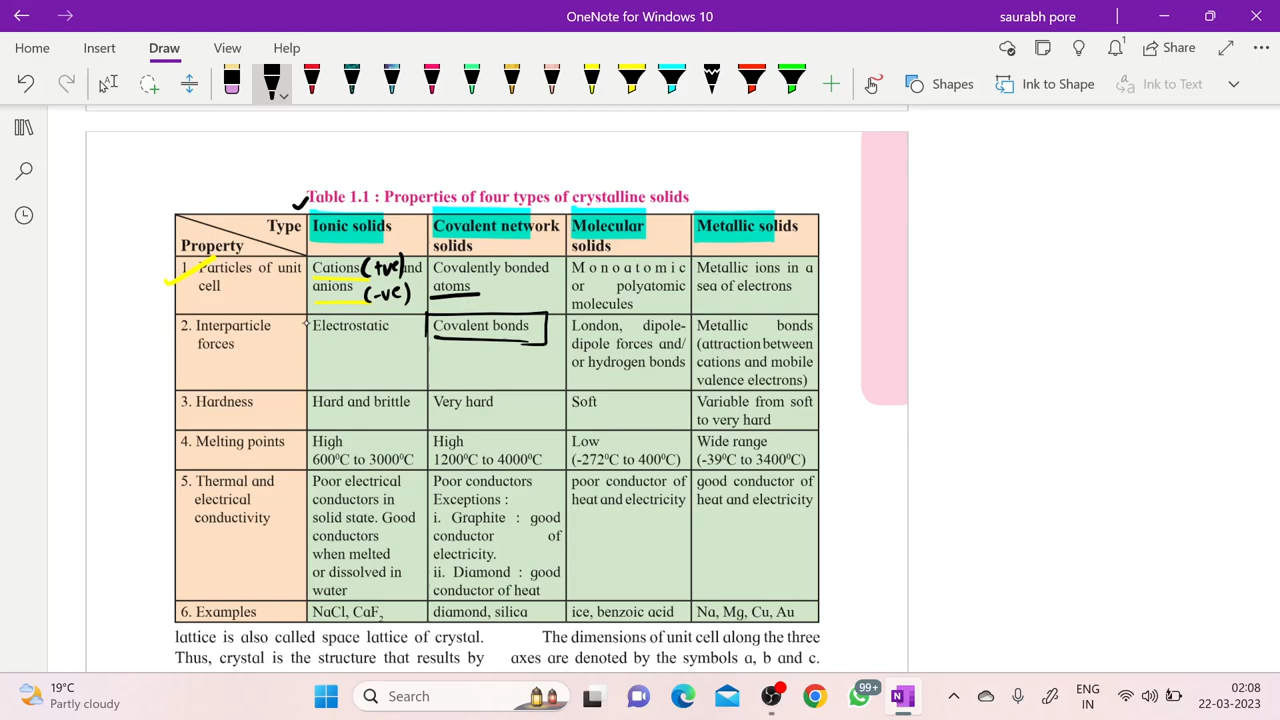 OneNote for Windows 10
saurabh pore
Home Insert Draw View Help
Share
Shapes Ink to Shape Ink to Text
Table 1.1 : Properties of four types of crystalline solids
Type
Property
Ionic solids
Covalent network
solids
Molecular
solids
Metallic solids
1. Particles of unit
cell
Cations (+ve) and
anions (-ve)
Covalently bonded
atoms
Monoatomic
or polyatomic
molecules
Metallic ions in a
sea of electrons
2. Interparticle
forces
Electrostatic
Covalent bonds
London, dipole-
dipole forces and/
or hydrogen bonds
Metallic bonds
(attraction between
cations and mobile
valence electrons)
3. Hardness
Hard and brittle
Very hard
Soft
Variable from soft
to very hard
4. Melting points
High
600⁰C to 3000⁰C
High
1200⁰C to 4000⁰C
Low
(-272⁰C to 400⁰C)
Wide range
(-39⁰C to 3400⁰C)
5. Thermal and
electrical
conductivity
Poor electrical
conductors in
solid state. Good
conductors
when melted
or dissolved in
water
Poor conductors
Exceptions :
i. Graphite : good
conductor of
electricity.
ii. Diamond : good
conductor of heat
poor conductor of
heat and electricity
good conductor of
heat and electricity
6. Examples
NaCl, CaF₂
diamond, silica
ice, benzoic acid
Na, Mg, Cu, Au
lattice is also called space lattice of crystal.
Thus, crystal is the structure that results by
The dimensions of unit cell along the three
axes are denoted by the symbols a, b and c.
19°C
Partly cloudy
Search
99+
ENG
IN
02:08
22-03-2023